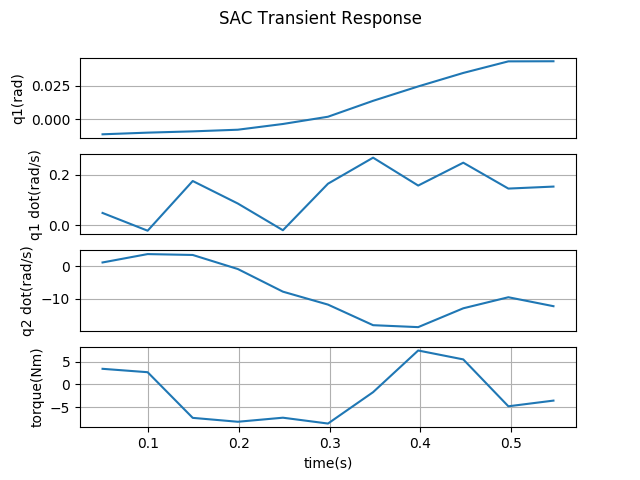 SAC Transient Response
q1(rad)
0.025
0.000
q1 dot(rad/s)
0.2
0.0
q2 dot(rad/s)
0
−10
torque(Nm)
5
0
−5
0.1 0.2 0.3 0.4 0.5
time(s)